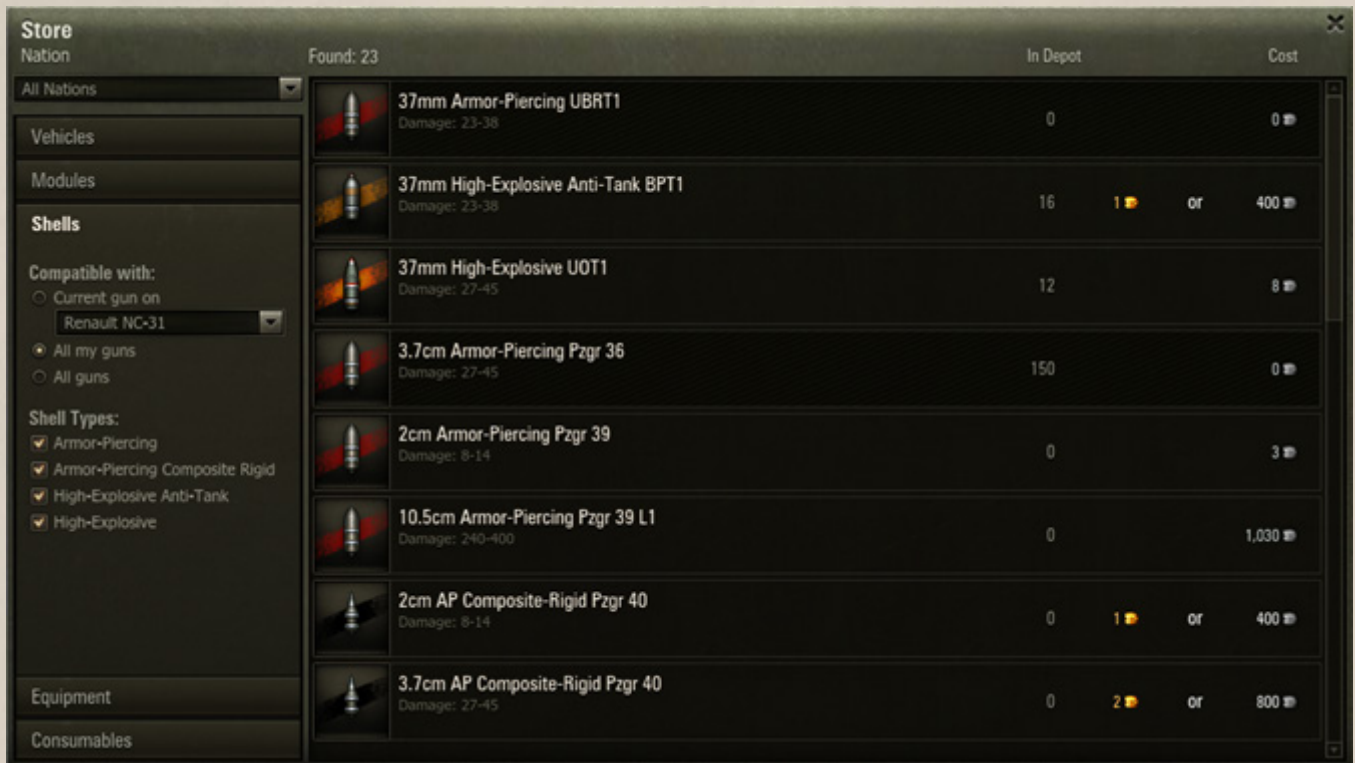 Store
Nation
Found: 23 In Depot Cost
All Nations
Vehicles
Modules
Shells
Compatible with:
Current gun on
Renault NC-31
All my guns
All guns
Shell Types:
Armor-Piercing
Armor-Piercing Composite Rigid
High-Explosive Anti-Tank
High-Explosive
Equipment
Consumables
37mm Armor-Piercing UBRT1
Damage: 23-38
0 0
37mm High-Explosive Anti-Tank BPT1
Damage: 23-38
16 1 or 400
37mm High-Explosive UOT1
Damage: 27-45
12 8
3.7cm Armor-Piercing Pzgr 36
Damage: 27-45
150 0
2cm Armor-Piercing Pzgr 39
Damage: 8-14
0 3
10.5cm Armor-Piercing Pzgr 39 L1
Damage: 240-400
0 1,030
2cm AP Composite-Rigid Pzgr 40
Damage: 8-14
0 1 or 400
3.7cm AP Composite-Rigid Pzgr 40
Damage: 27-45
0 2 or 800